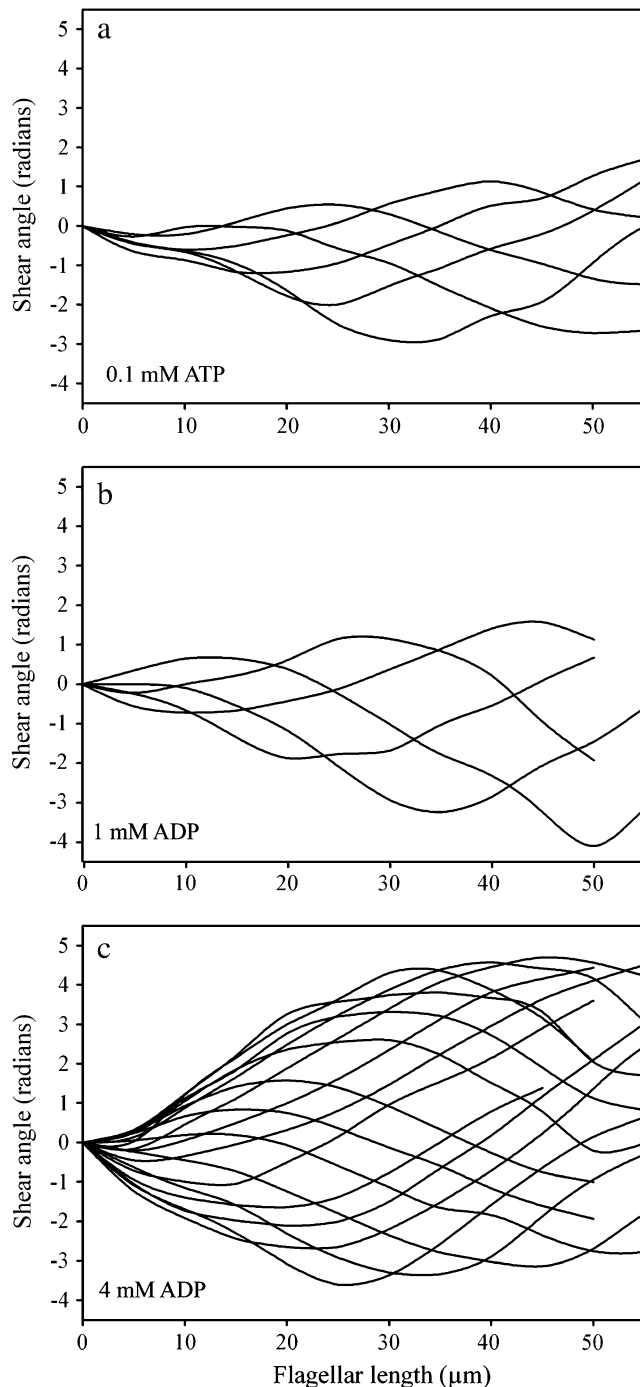 a
5
4
3
2
1
0
-1
-2
-3
-4
Shear angle (radians)
0.1 mM ATP
0 10 20 30 40 50
b
5
4
3
2
1
0
-1
-2
-3
-4
Shear angle (radians)
1 mM ADP
0 10 20 30 40 50
c
5
4
3
2
1
0
-1
-2
-3
-4
Shear angle (radians)
4 mM ADP
0 10 20 30 40 50
Flagellar length (μm)